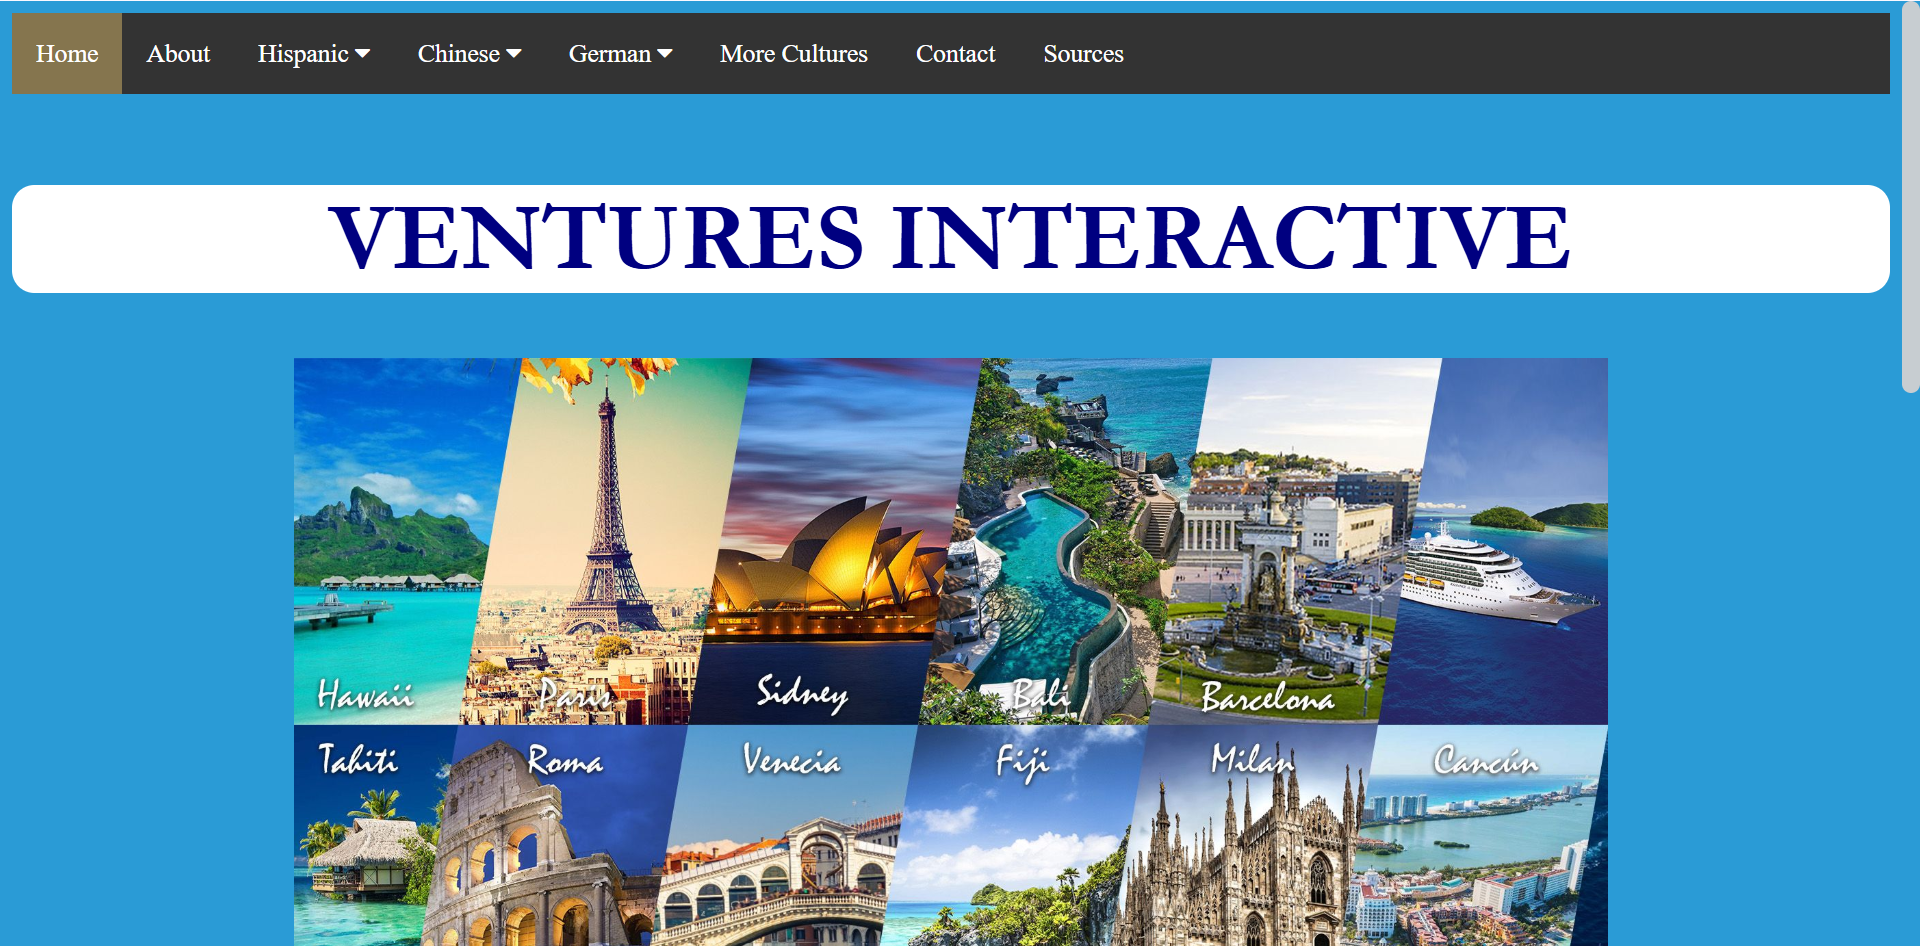 Home About Hispanic Chinese German More Cultures Contact Sources
VENTURES INTERACTIVE
Hawaii Paris Sidney Bali Barcelona
Tahiti Roma Venecia Fiji Milan Cancún